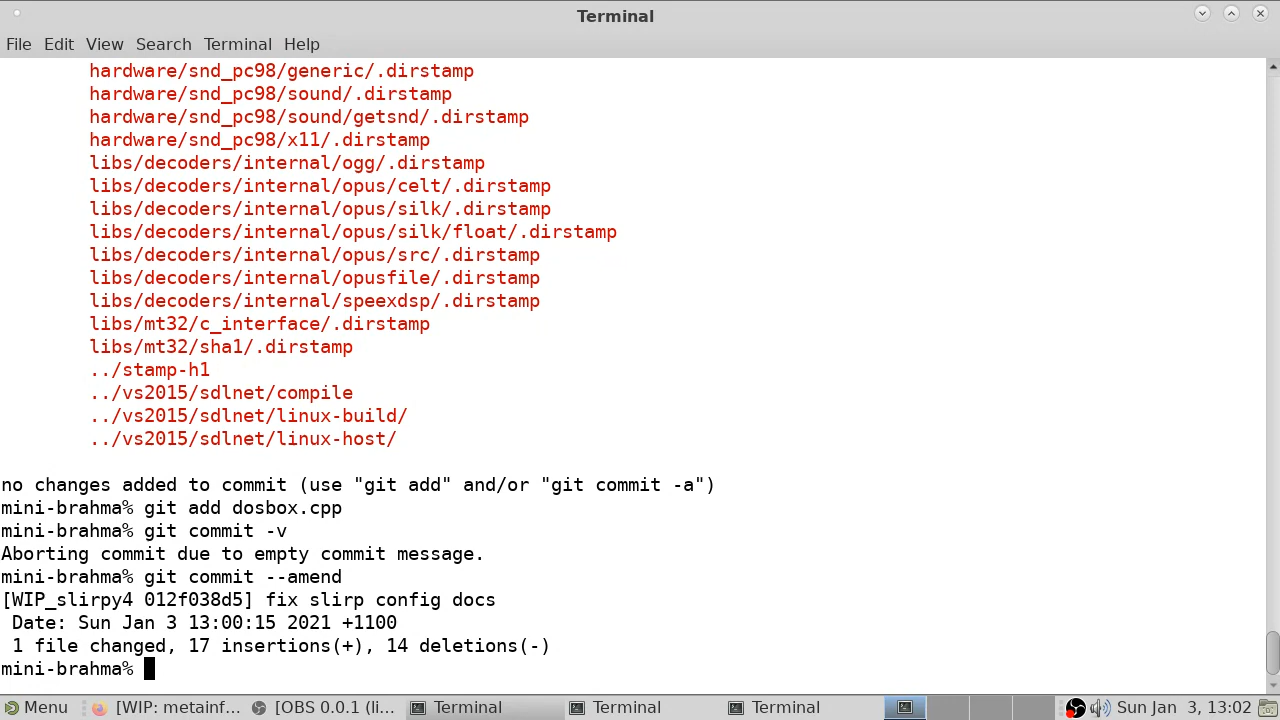 Terminal
File Edit View Search Terminal Help
hardware/snd_pc98/generic/.dirstamp
hardware/snd_pc98/sound/.dirstamp
hardware/snd_pc98/sound/getsnd/.dirstamp
hardware/snd_pc98/x11/.dirstamp
libs/decoders/internal/ogg/.dirstamp
libs/decoders/internal/opus/celt/.dirstamp
libs/decoders/internal/opus/silk/.dirstamp
libs/decoders/internal/opus/silk/float/.dirstamp
libs/decoders/internal/opus/src/.dirstamp
libs/decoders/internal/opusfile/.dirstamp
libs/decoders/internal/speexdsp/.dirstamp
libs/mt32/c_interface/.dirstamp
libs/mt32/sha1/.dirstamp
../stamp-h1
../vs2015/sdlnet/compile
../vs2015/sdlnet/linux-build/
../vs2015/sdlnet/linux-host/
no changes added to commit (use "git add" and/or "git commit -a")
mini-brahma% git add dosbox.cpp
mini-brahma% git commit -v
Aborting commit due to empty commit message.
mini-brahma% git commit --amend
[WIP_slirpy4 012f038d5] fix slirp config docs
Date: Sun Jan 3 13:00:15 2021 +1100
1 file changed, 17 insertions(+), 14 deletions(-)
mini-brahma%
Menu [WIP: metainf... [OBS 0.0.1 (li... Terminal Terminal Terminal Sun Jan 3, 13:02